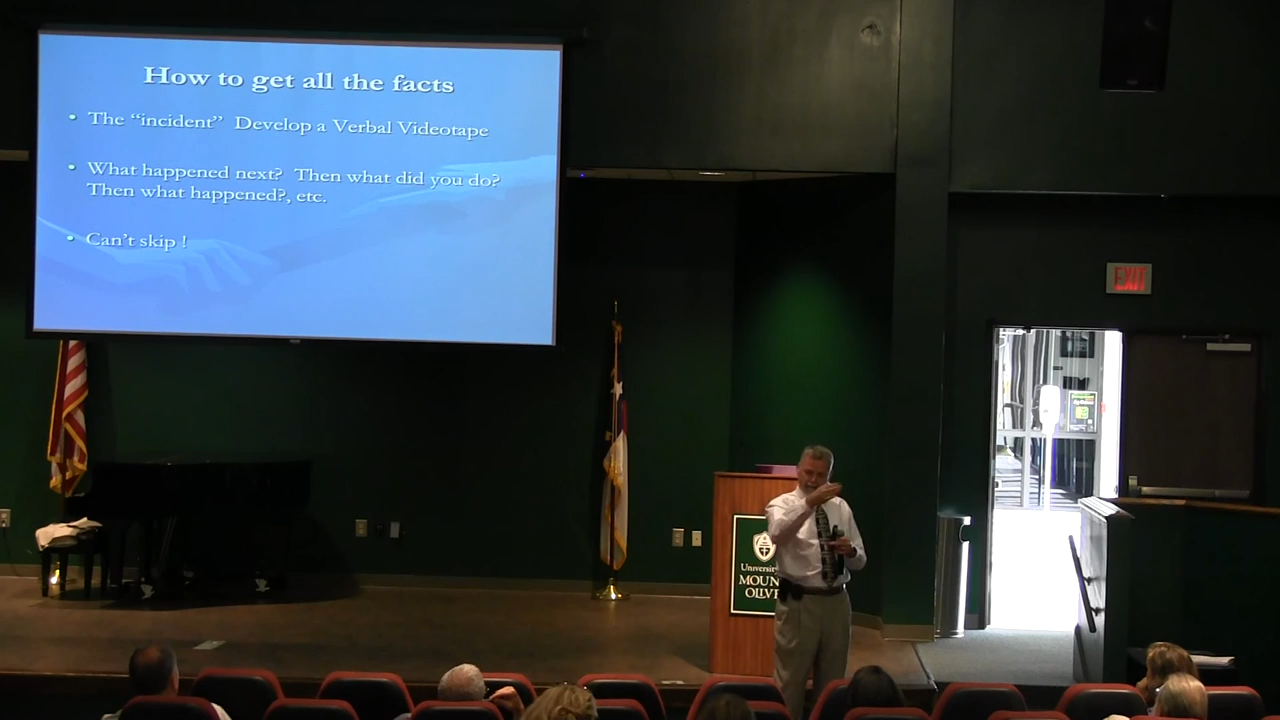 How to get all the facts
• The “incident” Develop a Verbal Videotape
• What happened next? Then what did you do?
Then what happened?, etc.
• Can't skip !
EXIT
University
MOUN
OLIVE